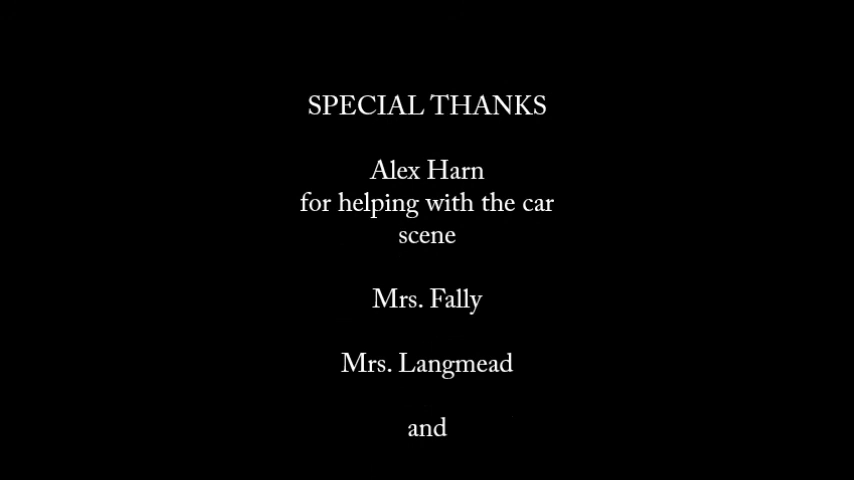 SPECIAL THANKS
Alex Harn
for helping with the car
scene
Mrs. Fally
Mrs. Langmead
and